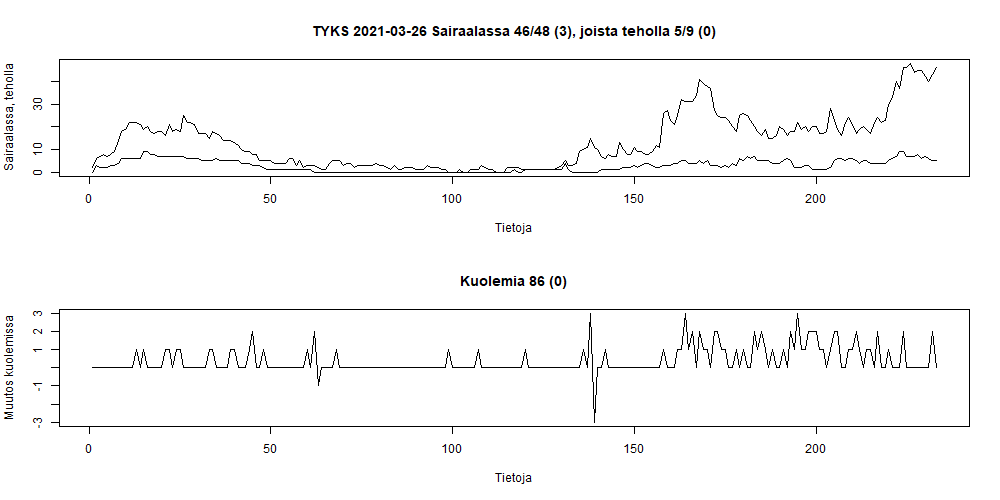 TYKS 2021-03-26 Sairaalassa 46/48 (3), joista teholla 5/9 (0)
Sairaalassa, teholla
30
10
0
0 50 100 150 200
Tietoja
Kuolemia 86 (0)
Muutos kuolemissa
3
2
1
-1
-3
0 50 100 150 200
Tietoja